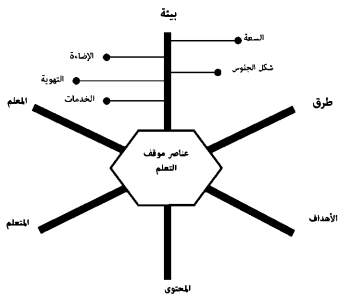 بيئة
السعة
الإضاءة
شكل الجلوس
التهوية
الخدمات
المعلم
طرق
عناصر موقف
التعلم
الأهداف
المتعلم
المحتوى